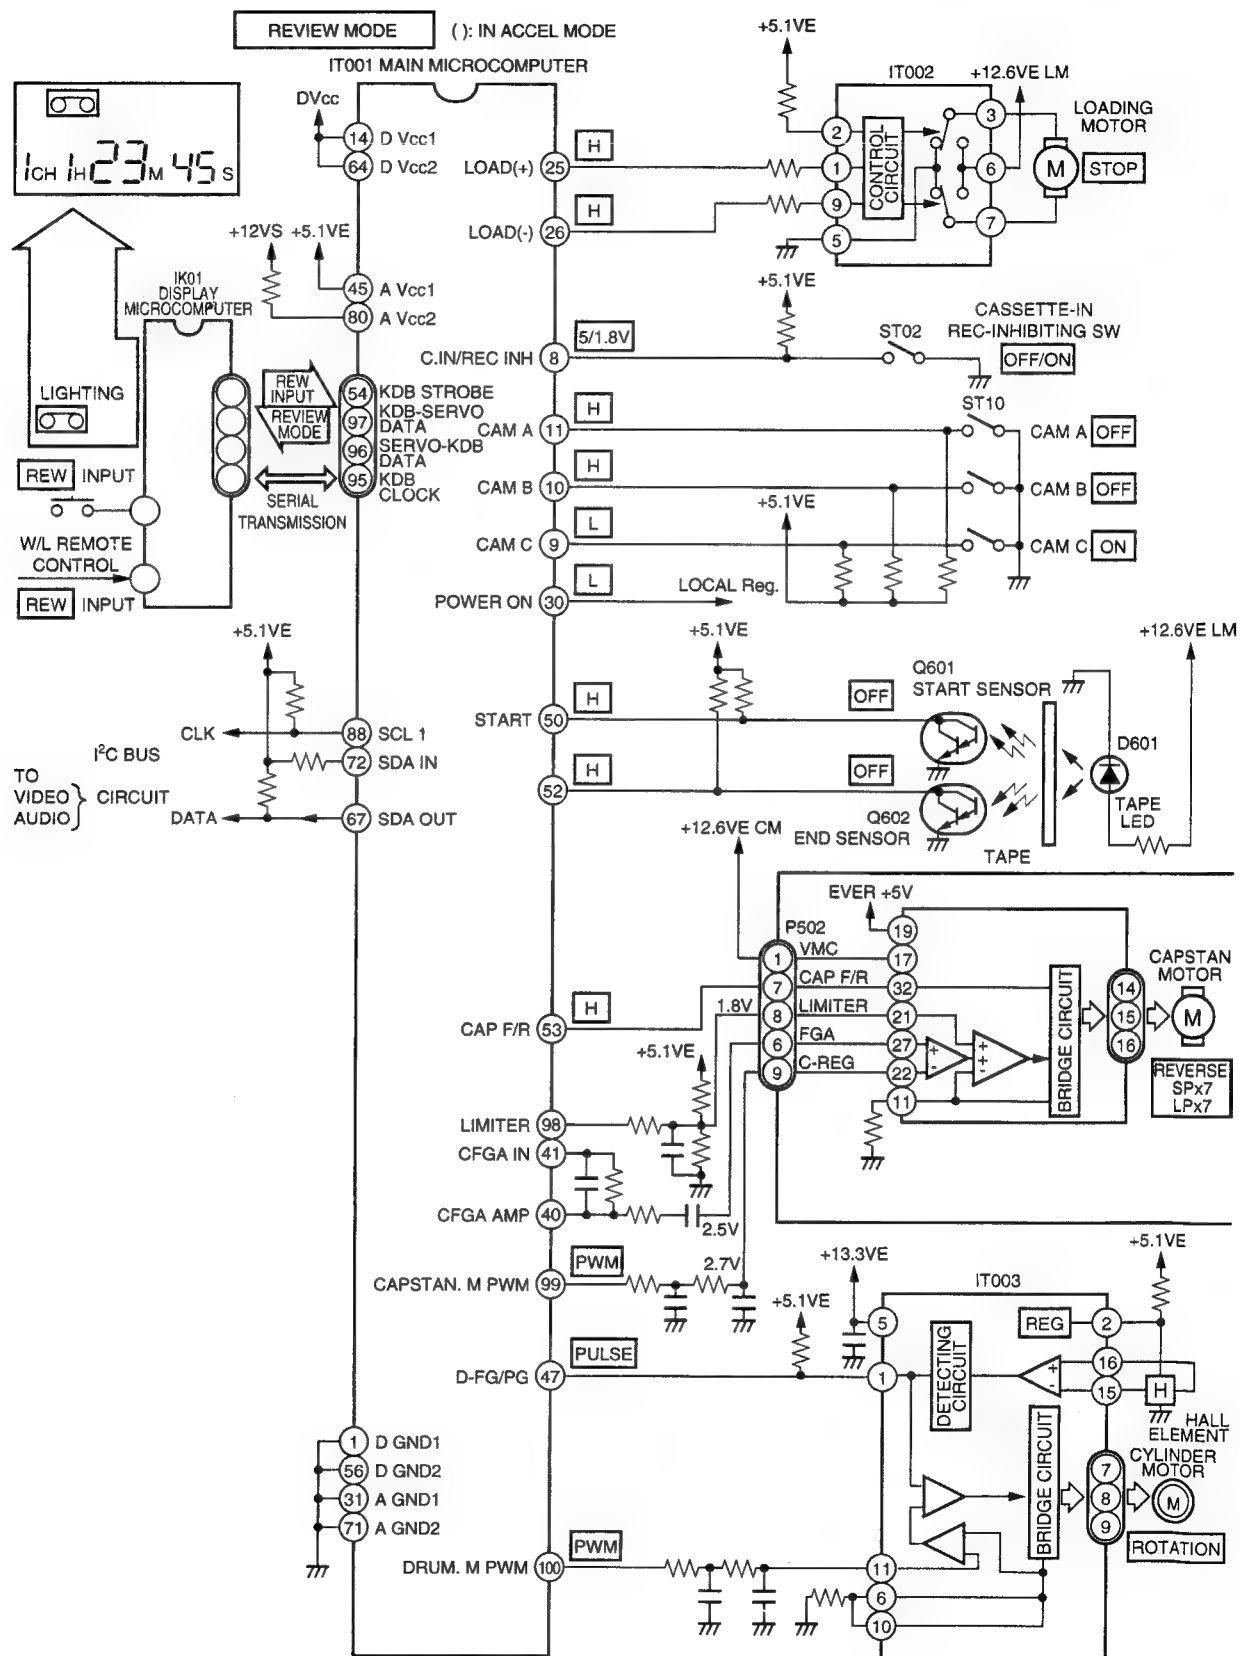 REVIEW MODE ( ): IN ACCEL MODE
IT001 MAIN MICROCOMPUTER
1CH 1H 23M 45S
DVcc
14 D Vcc1
64 D Vcc2
+12VS +5.1VE
45 A Vcc1
80 A Vcc2
IK01
DISPLAY
MICROCOMPUTER
LIGHTING
REW INPUT
W/L REMOTE
CONTROL
REW INPUT
REW
INPUT
REVIEW
MODE
SERIAL
TRANSMISSION
54 KDB STROBE
97 KDB-SERVO
DATA
96 SERVO-KDB
DATA
95 KDB
CLOCK
+5.1VE
CLK
88 SCL 1
I²C BUS
72 SDA IN
TO
VIDEO
AUDIO
CIRCUIT
DATA
67 SDA OUT
1 D GND1
56 D GND2
31 A GND1
71 A GND2
LOAD(+) 25 H
LOAD(-) 26 H
+5.1VE
IT002
+12.6VE LM
2
1
9
5
CONTROL
CIRCUIT
3
6
7
LOADING
MOTOR
M STOP
+5.1VE
C.IN/REC INH 8 5/1.8V
ST02
CASSETTE-IN
REC-INHIBITING SW
OFF/ON
ST10
CAM A 11 H
CAM A OFF
CAM B 10 H
CAM B OFF
+5.1VE
CAM C 9 L
CAM C ON
POWER ON 30 L
LOCAL Reg.
+5.1VE
+12.6VE LM
START 50 H
OFF
Q601
START SENSOR
52 H
OFF
Q602
END SENSOR
TAPE
D601
TAPE
LED
+12.6VE CM
EVER +5V
P502
1 VMC 17
7 CAP F/R 32
8 LIMITER 21
6 FGA 27
9 C-REG 22
19
11
+
-
+
+
-
BRIDGE CIRCUIT
14
15
16
CAPSTAN
MOTOR
M
REVERSE
SPx7
LPx7
CAP F/R 53 H
1.8V
+5.1VE
LIMITER 98
CFGA IN 41
CFGA AMP 40
2.5V
CAPSTAN. M PWM 99 PWM
2.7V
+5.1VE
D-FG/PG 47 PULSE
+13.3VE
IT003
+5.1VE
5
1
DETECTING
CIRCUIT
REG 2
+
-
16
15
H
HALL
ELEMENT
BRIDGE CIRCUIT
7
8
9
CYLINDER
MOTOR
M
ROTATION
DRUM. M PWM 100 PWM
11
6
10